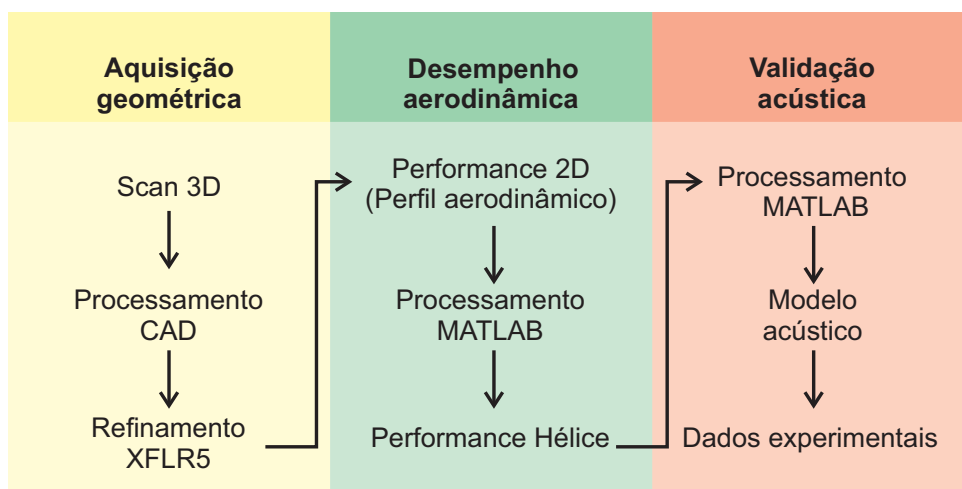 Aquisição
geométrica
Scan 3D
Processamento
CAD
Refinamento
XFLR5
Desempenho
aerodinâmica
Performance 2D
(Perfil aerodinâmico)
Processamento
MATLAB
Performance Hélice
Validação
acústica
Processamento
MATLAB
Modelo
acústico
Dados experimentais